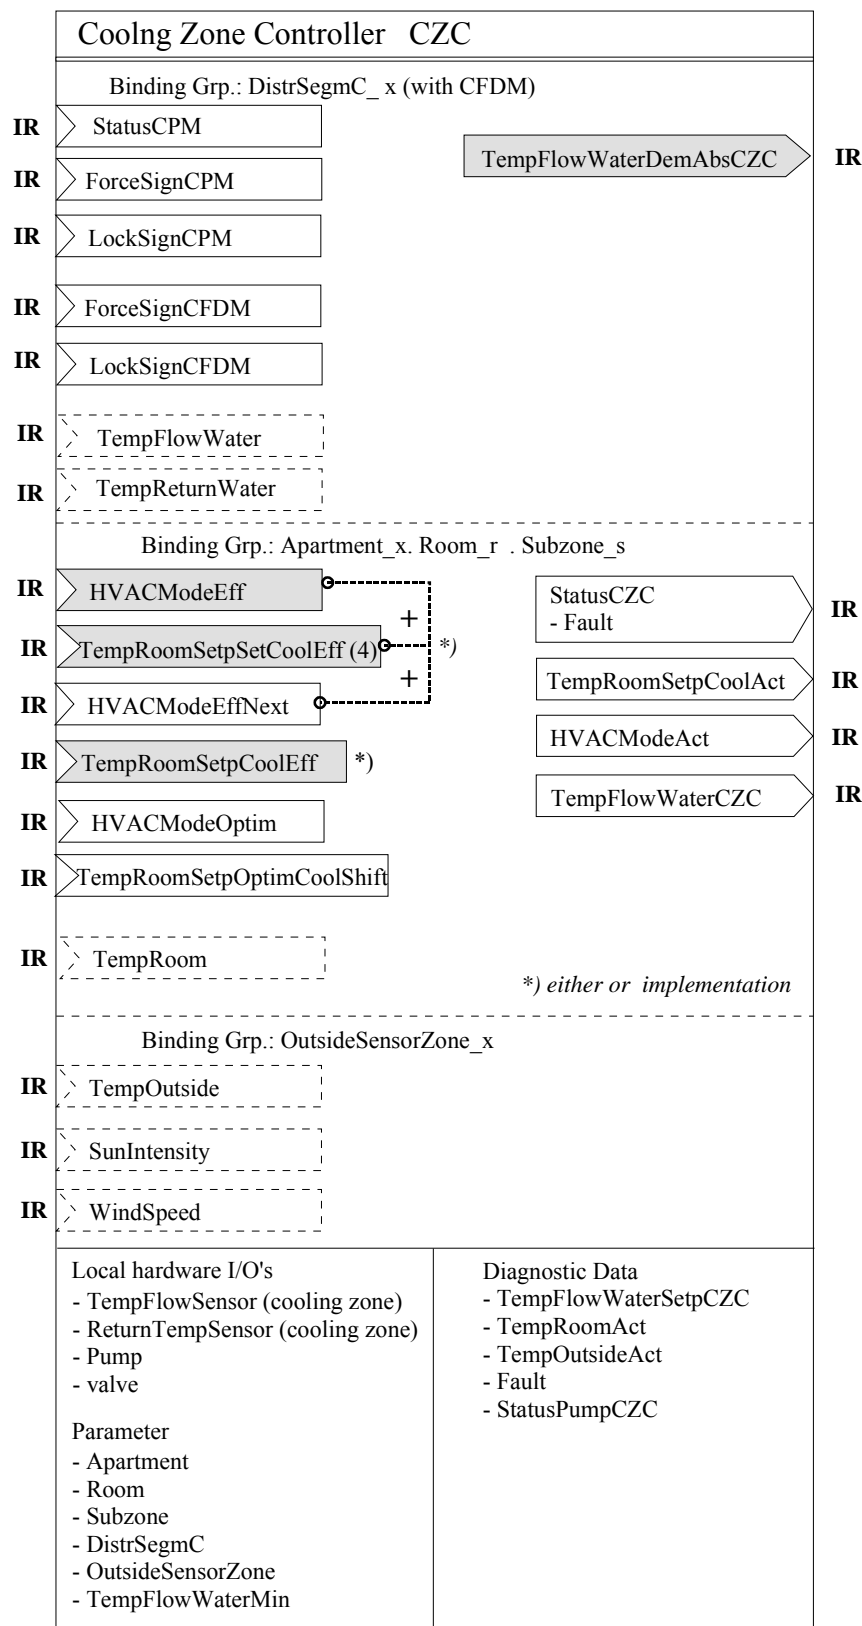 Coolng Zone Controller CZC
Binding Grp.: DistrSegmC_ x (with CFDM)
IR StatusCPM
TempFlowWaterDemAbsCZC IR
IR ForceSignCPM
IR LockSignCPM
IR ForceSignCFDM
IR LockSignCFDM
IR TempFlowWater
IR TempReturnWater
Binding Grp.: Apartment_x. Room_r . Subzone_s
IR HVACModeEff
+
IR TempRoomSetpSetCoolEff (4) *)
+
IR HVACModeEffNext
IR TempRoomSetpCoolEff *)
IR HVACModeOptim
IR TempRoomSetpOptimCoolShift
IR TempRoom
StatusCZC
- Fault IR
TempRoomSetpCoolAct IR
HVACModeAct IR
TempFlowWaterCZC IR
*) either or implementation
Binding Grp.: OutsideSensorZone_x
IR TempOutside
IR SunIntensity
IR WindSpeed
Local hardware I/O's
- TempFlowSensor (cooling zone)
- ReturnTempSensor (cooling zone)
- Pump
- valve
Parameter
- Apartment
- Room
- Subzone
- DistrSegmC
- OutsideSensorZone
- TempFlowWaterMin
Diagnostic Data
- TempFlowWaterSetpCZC
- TempRoomAct
- TempOutsideAct
- Fault
- StatusPumpCZC